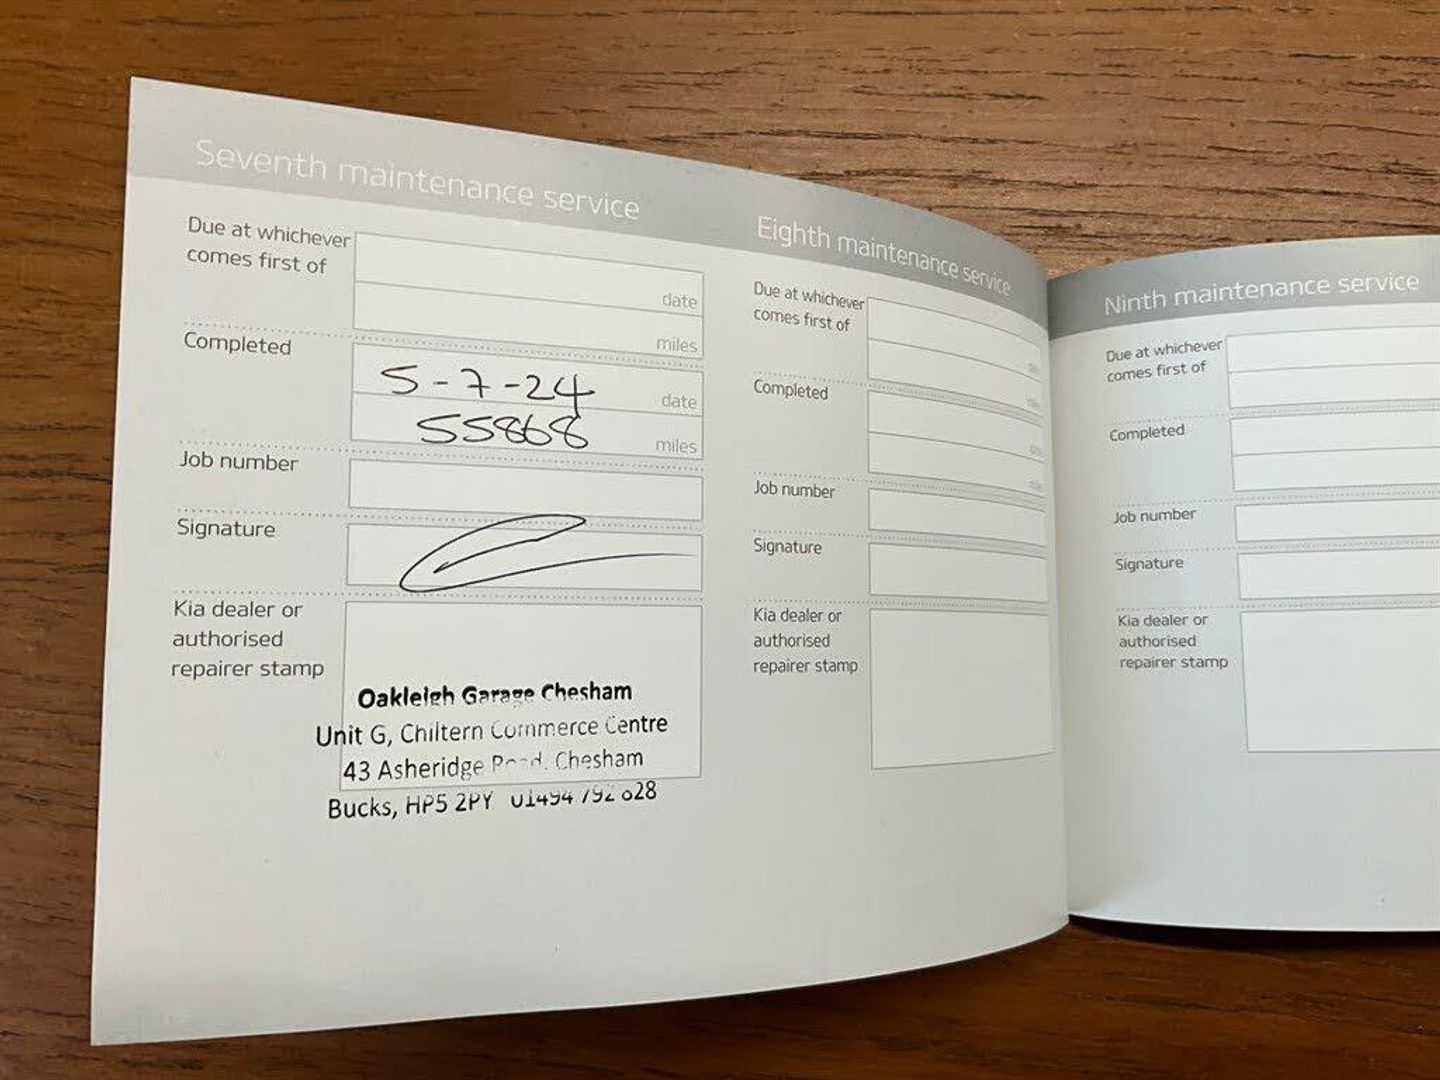 Seventh maintenance service
Due at whichever
comes first of
date
miles
Completed
5-7-24
date
55868
miles
Job number
Signature
Kia dealer or
authorised
repairer stamp
Oakleigh Garage Chesham
Unit G, Chiltern Commerce Centre
43 Asheridge Road, Chesham
Bucks, HP5 2PY 01494 792 828
Eighth maintenance service
Due at whichever
comes first of
Completed
Job number
Signature
Kia dealer or
authorised
repairer stamp
Ninth maintenance service
Due at whichever
comes first of
Completed
Job number
Signature
Kia dealer or
authorised
repairer stamp